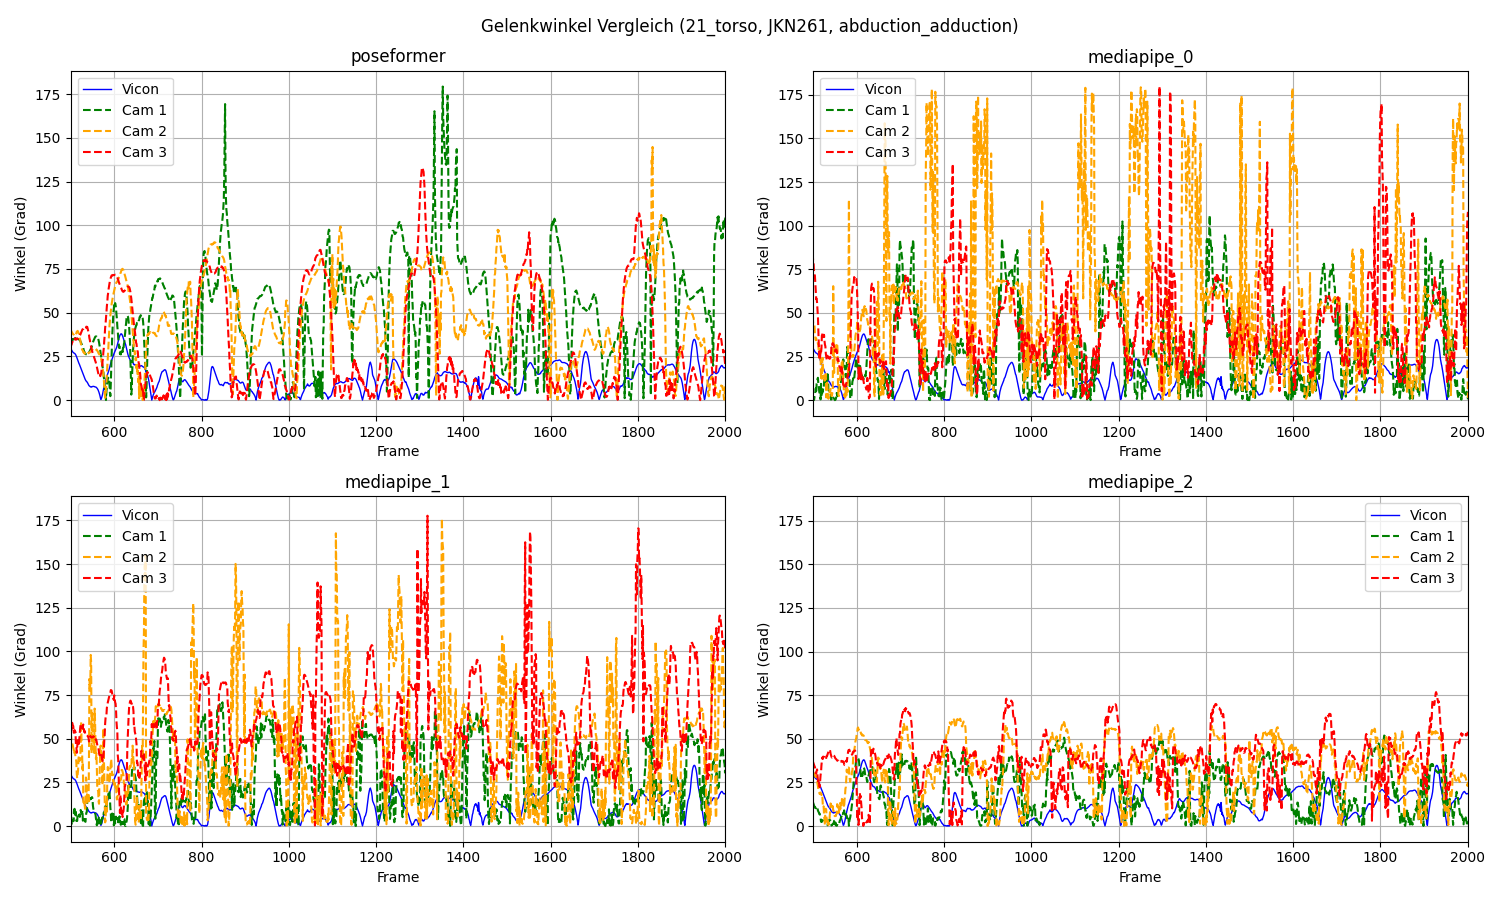 Gelenkwinkel Vergleich (21_torso, JKN261, abduction_adduction)
poseformer
Winkel (Grad)
175
150
125
100
75
50
25
0
Vicon
Cam 1
Cam 2
Cam 3
600 800 1000 1200 1400 1600 1800 2000
Frame
mediapipe_0
Winkel (Grad)
175
150
125
100
75
50
25
0
Vicon
Cam 1
Cam 2
Cam 3
600 800 1000 1200 1400 1600 1800 2000
Frame
mediapipe_1
Winkel (Grad)
175
150
125
100
75
50
25
0
Vicon
Cam 1
Cam 2
Cam 3
600 800 1000 1200 1400 1600 1800 2000
Frame
mediapipe_2
Winkel (Grad)
175
150
125
100
75
50
25
0
Vicon
Cam 1
Cam 2
Cam 3
600 800 1000 1200 1400 1600 1800 2000
Frame